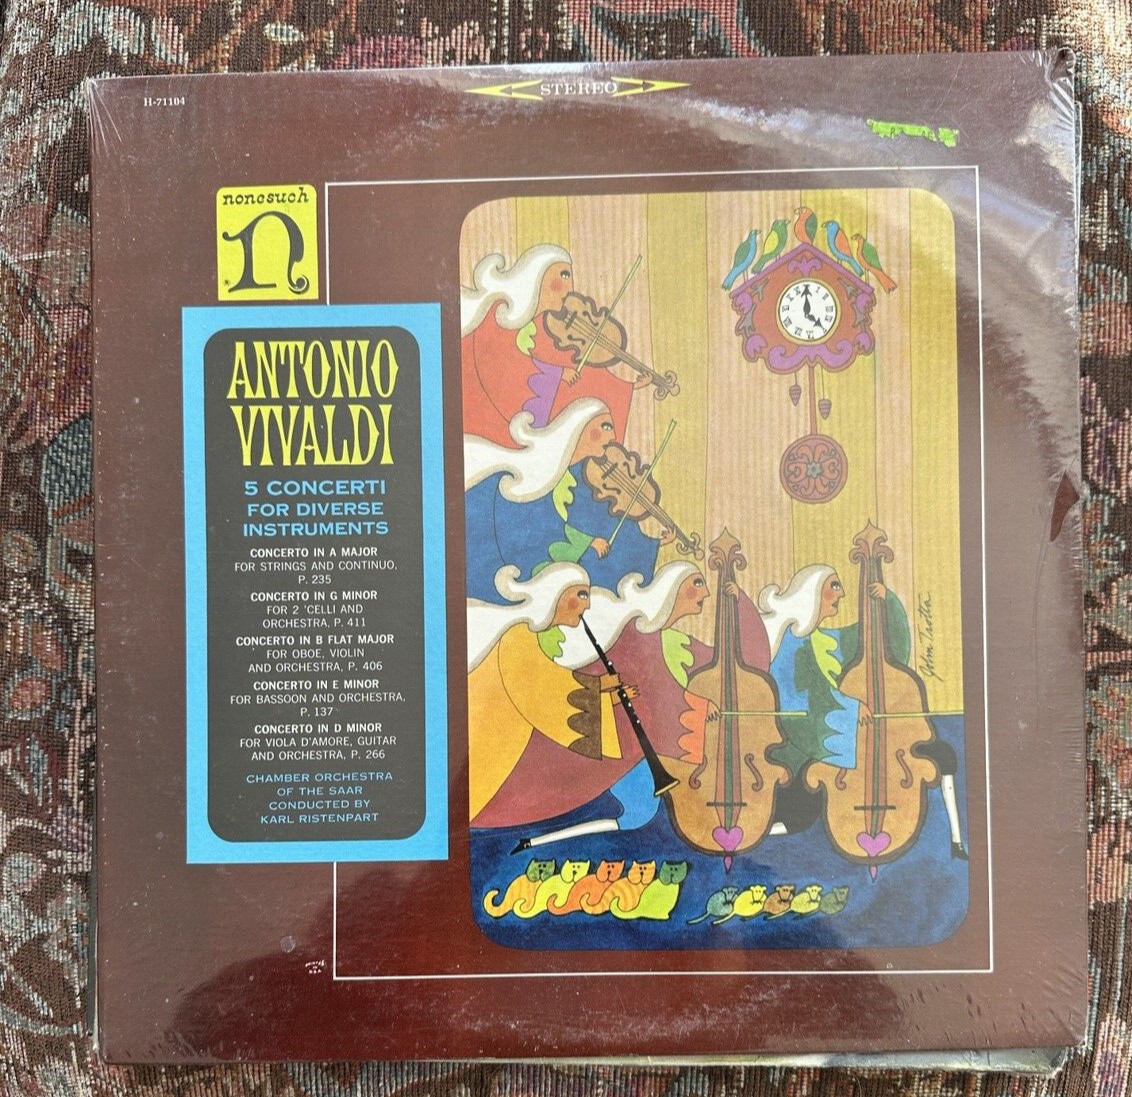 STEREO
H-71104
nonesuch
n
ANTONIO
VIVALDI
5 CONCERTI
FOR DIVERSE
INSTRUMENTS
CONCERTO IN A MAJOR
FOR STRINGS AND CONTINUO,
P. 235
CONCERTO IN G MINOR
FOR 2 'CELLI AND
ORCHESTRA, P. 411
CONCERTO IN B FLAT MAJOR
FOR OBOE, VIOLIN
AND ORCHESTRA, P. 406
CONCERTO IN E MINOR
FOR BASSOON AND ORCHESTRA,
P. 137
CONCERTO IN D MINOR
FOR VIOLA D'AMORE, GUITAR
AND ORCHESTRA, P. 266
CHAMBER ORCHESTRA
OF THE SAAR
CONDUCTED BY
KARL RISTENPART
John Trotta